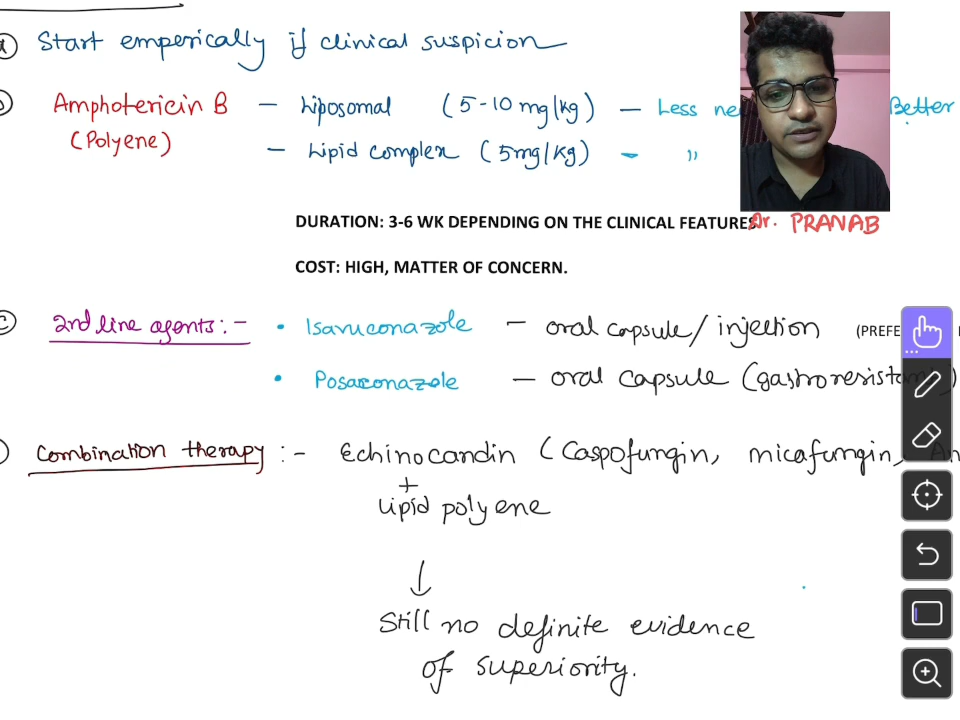 Start emperically if clinical suspicion
Amphotericin B – Liposomal (5-10 mg/kg) – Less Better
(Polyene) – Lipid complex (5mg/kg) – "
DURATION: 3-6 WK DEPENDING ON THE CLINICAL FEATURES
Dr. PRANAB
COST: HIGH, MATTER OF CONCERN.
c 2nd line agents:- • Isavuconazole – oral capsule/injection
• Posaconazole – oral capsule (gastroresistant)
Combination therapy :- Echinocandin (Caspofungin, micafungin,
+
Lipid polyene
↓
Still no definite evidence
of superiority.